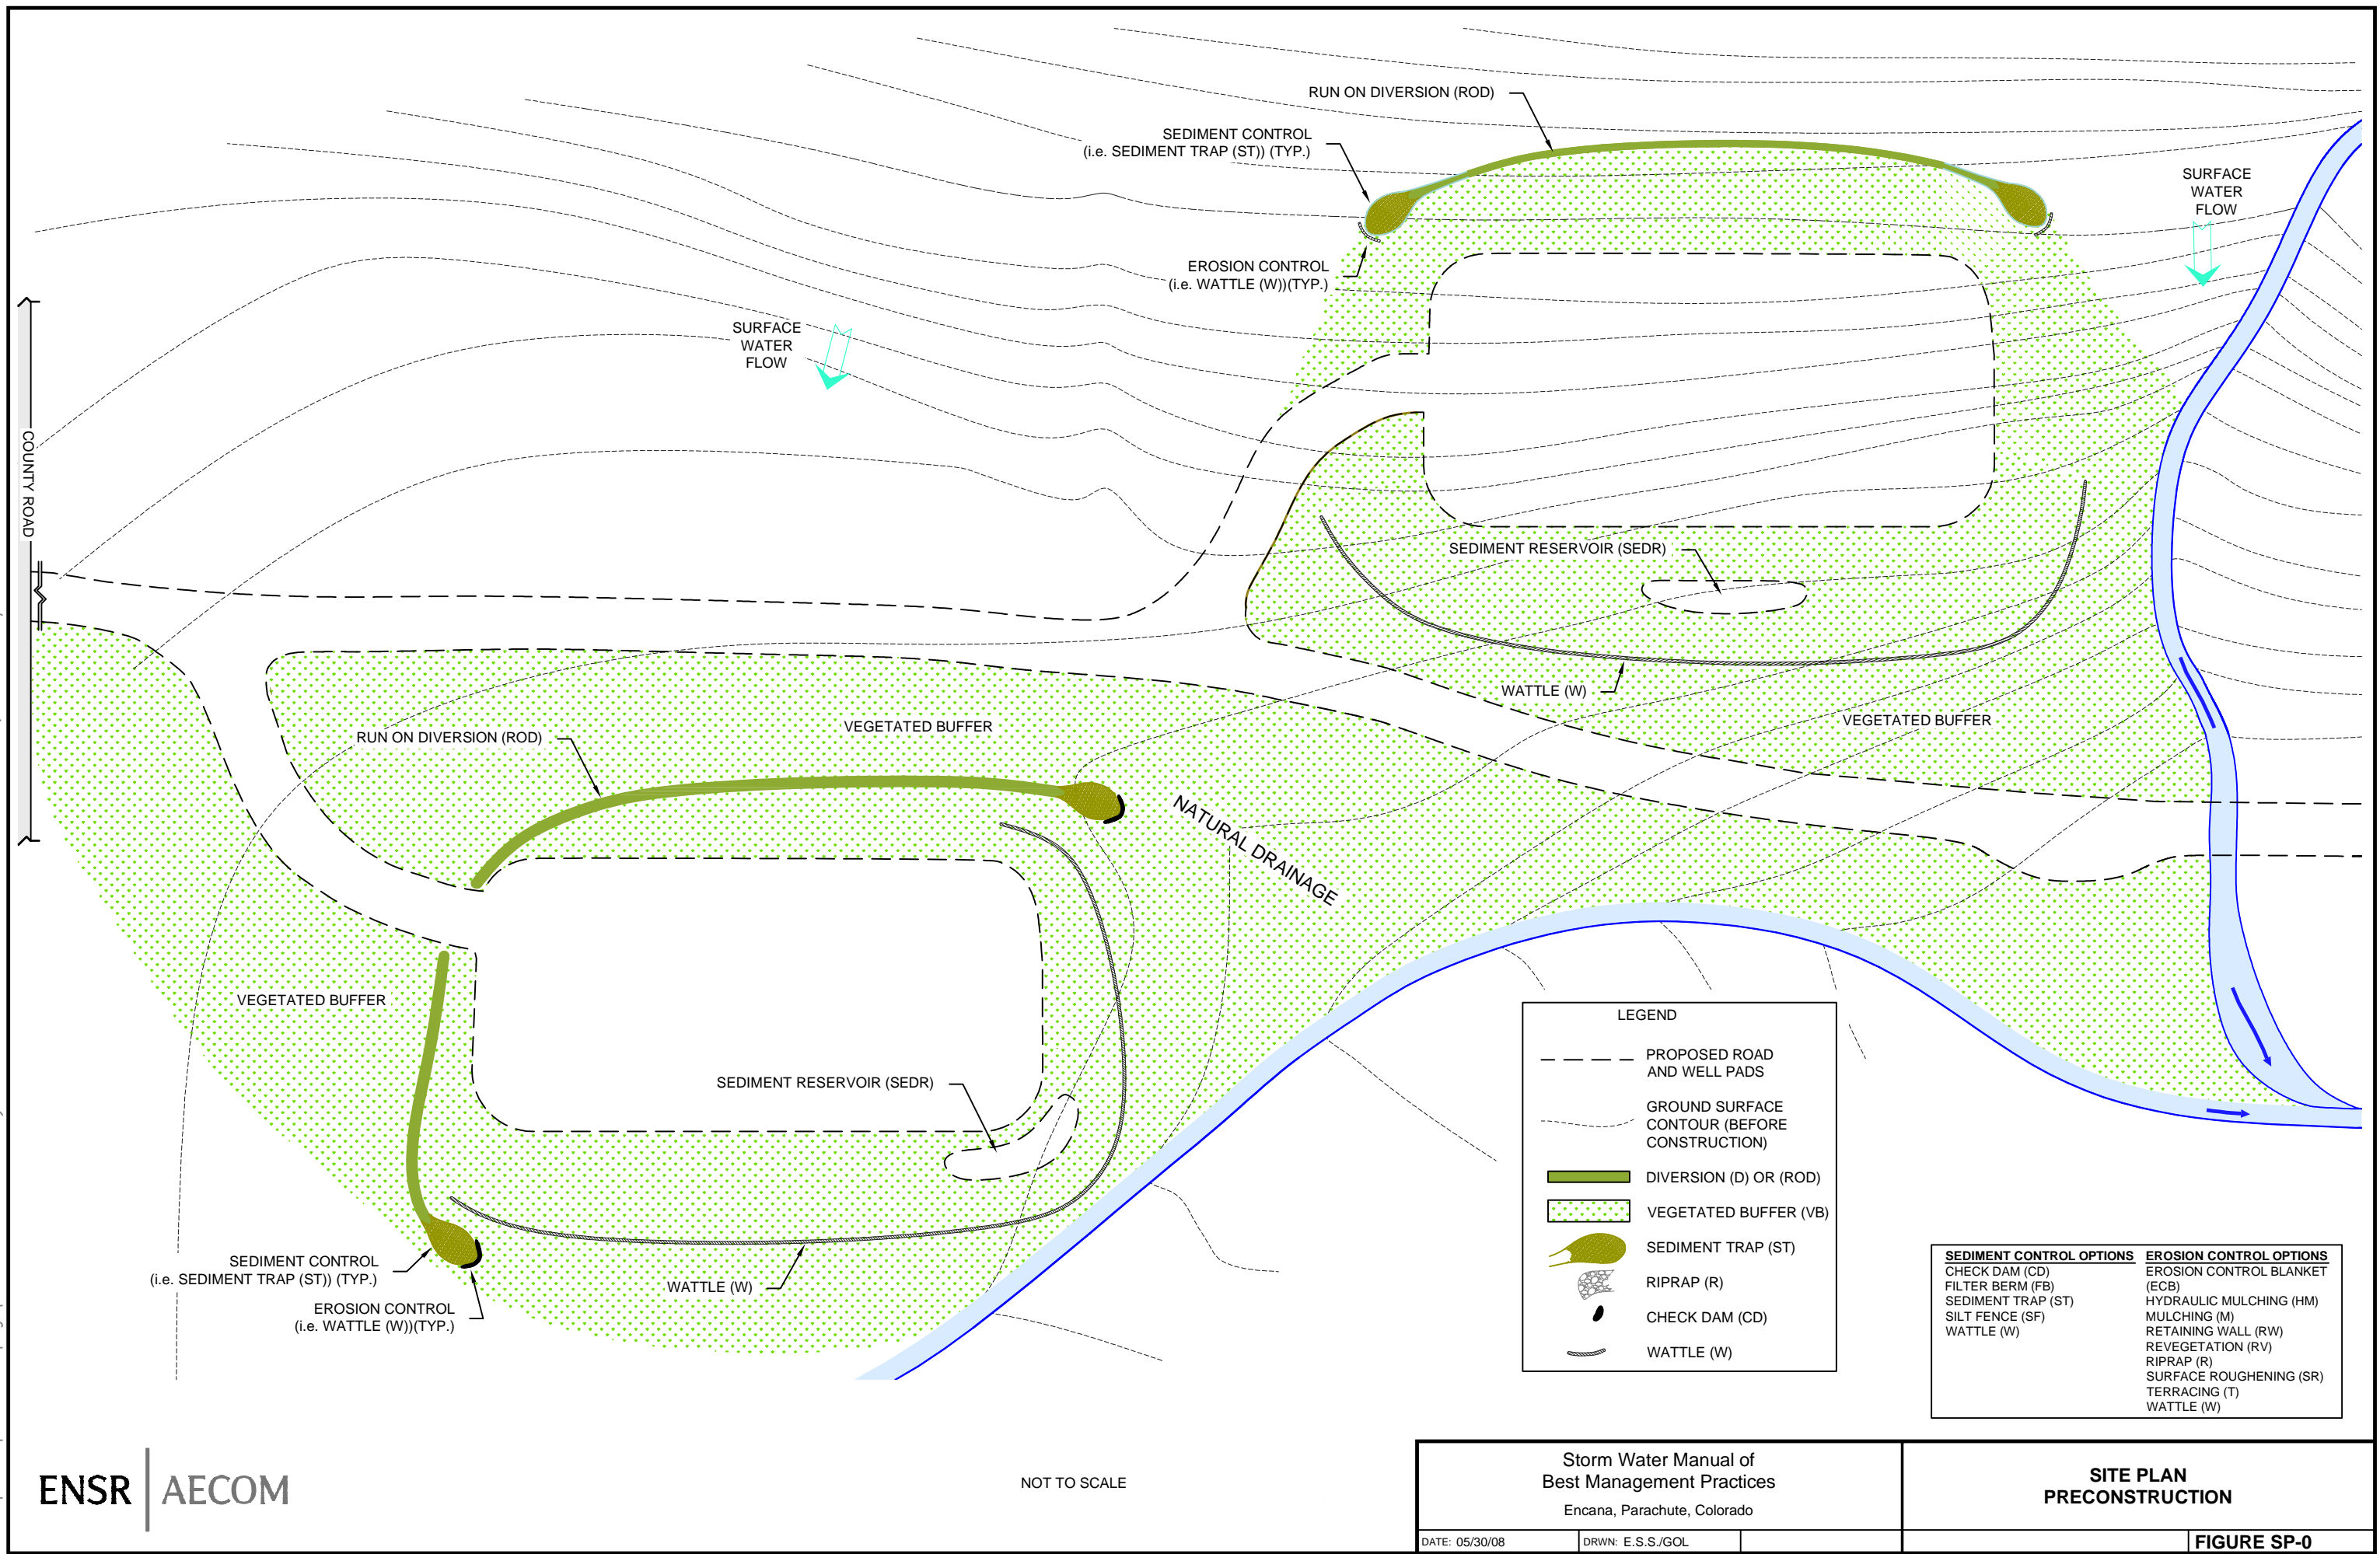 RUN ON DIVERSION (ROD)
SEDIMENT CONTROL
(i.e. SEDIMENT TRAP (ST)) (TYP.)
SURFACE
WATER
FLOW
EROSION CONTROL
(i.e. WATTLE (W))(TYP.)
SURFACE
WATER
FLOW
COUNTY ROAD
SEDIMENT RESERVOIR (SEDR)
WATTLE (W)
VEGETATED BUFFER
VEGETATED BUFFER
RUN ON DIVERSION (ROD)
NATURAL DRAINAGE
VEGETATED BUFFER
SEDIMENT RESERVOIR (SEDR)
SEDIMENT CONTROL
(i.e. SEDIMENT TRAP (ST)) (TYP.)
WATTLE (W)
EROSION CONTROL
(i.e. WATTLE (W))(TYP.)
LEGEND
PROPOSED ROAD
AND WELL PADS
GROUND SURFACE
CONTOUR (BEFORE
CONSTRUCTION)
DIVERSION (D) OR (ROD)
VEGETATED BUFFER (VB)
SEDIMENT TRAP (ST)
RIPRAP (R)
CHECK DAM (CD)
WATTLE (W)
SEDIMENT CONTROL OPTIONS
CHECK DAM (CD)
FILTER BERM (FB)
SEDIMENT TRAP (ST)
SILT FENCE (SF)
WATTLE (W)
EROSION CONTROL OPTIONS
EROSION CONTROL BLANKET
(ECB)
HYDRAULIC MULCHING (HM)
MULCHING (M)
RETAINING WALL (RW)
REVEGETATION (RV)
RIPRAP (R)
SURFACE ROUGHENING (SR)
TERRACING (T)
WATTLE (W)
ENSR AECOM
NOT TO SCALE
Storm Water Manual of
Best Management Practices
Encana, Parachute, Colorado
DATE: 05/30/08
DRWN: E.S.S./GOL
SITE PLAN
PRECONSTRUCTION
FIGURE SP-0